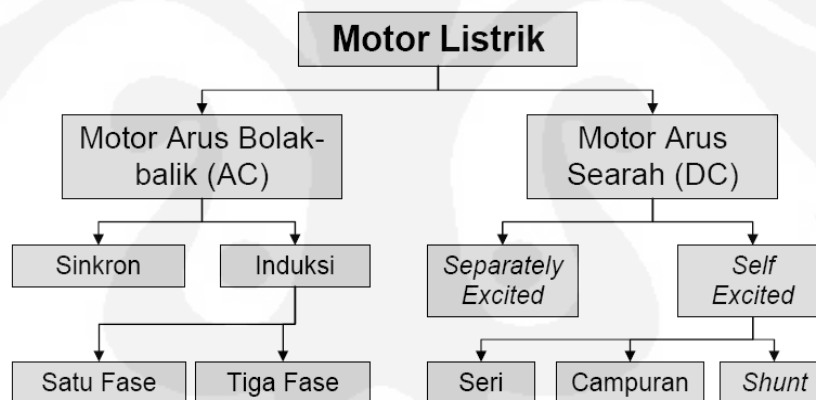 Motor Listrik
Motor Arus Bolak-
balik (AC)
Motor Arus
Searah (DC)
Sinkron
Induksi
Separately
Excited
Self
Excited
Satu Fase
Tiga Fase
Seri
Campuran
Shunt